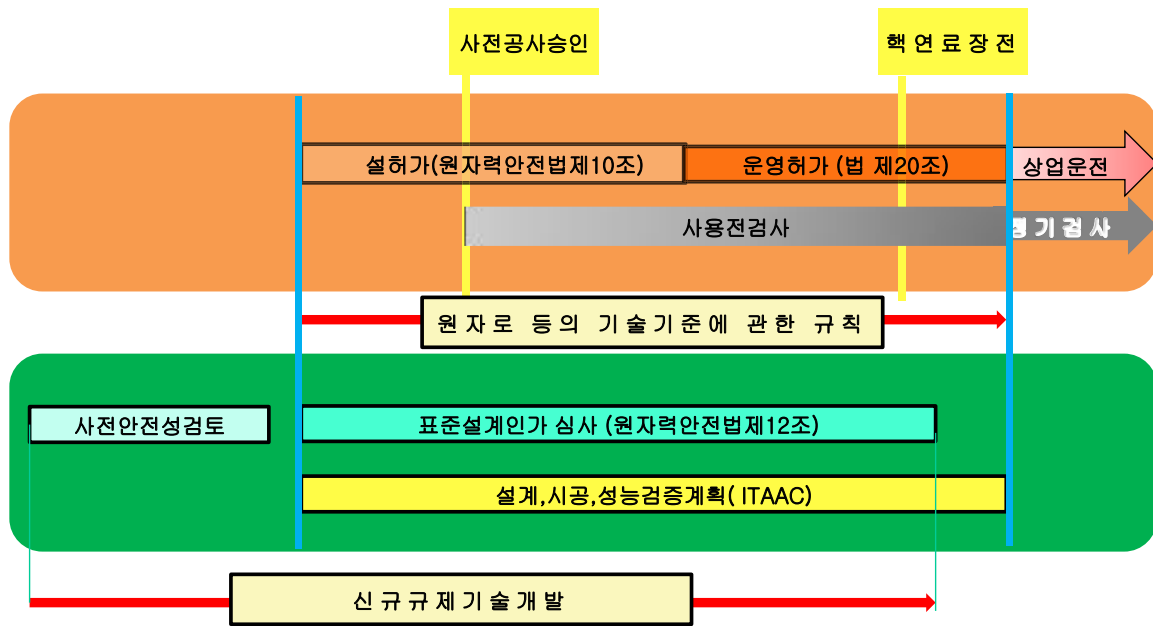 사전공사승인
핵연료장전
설허가(원자력안전법제10조)
운영허가 (법 제20조)
상업운전
사용전검사
정기검사
원자로 등의 기술기준에 관한 규칙
사전안전성검토
표준설계인가 심사 (원자력안전법제12조)
설계,시공,성능검증계획( ITAAC)
신규규제기술개발